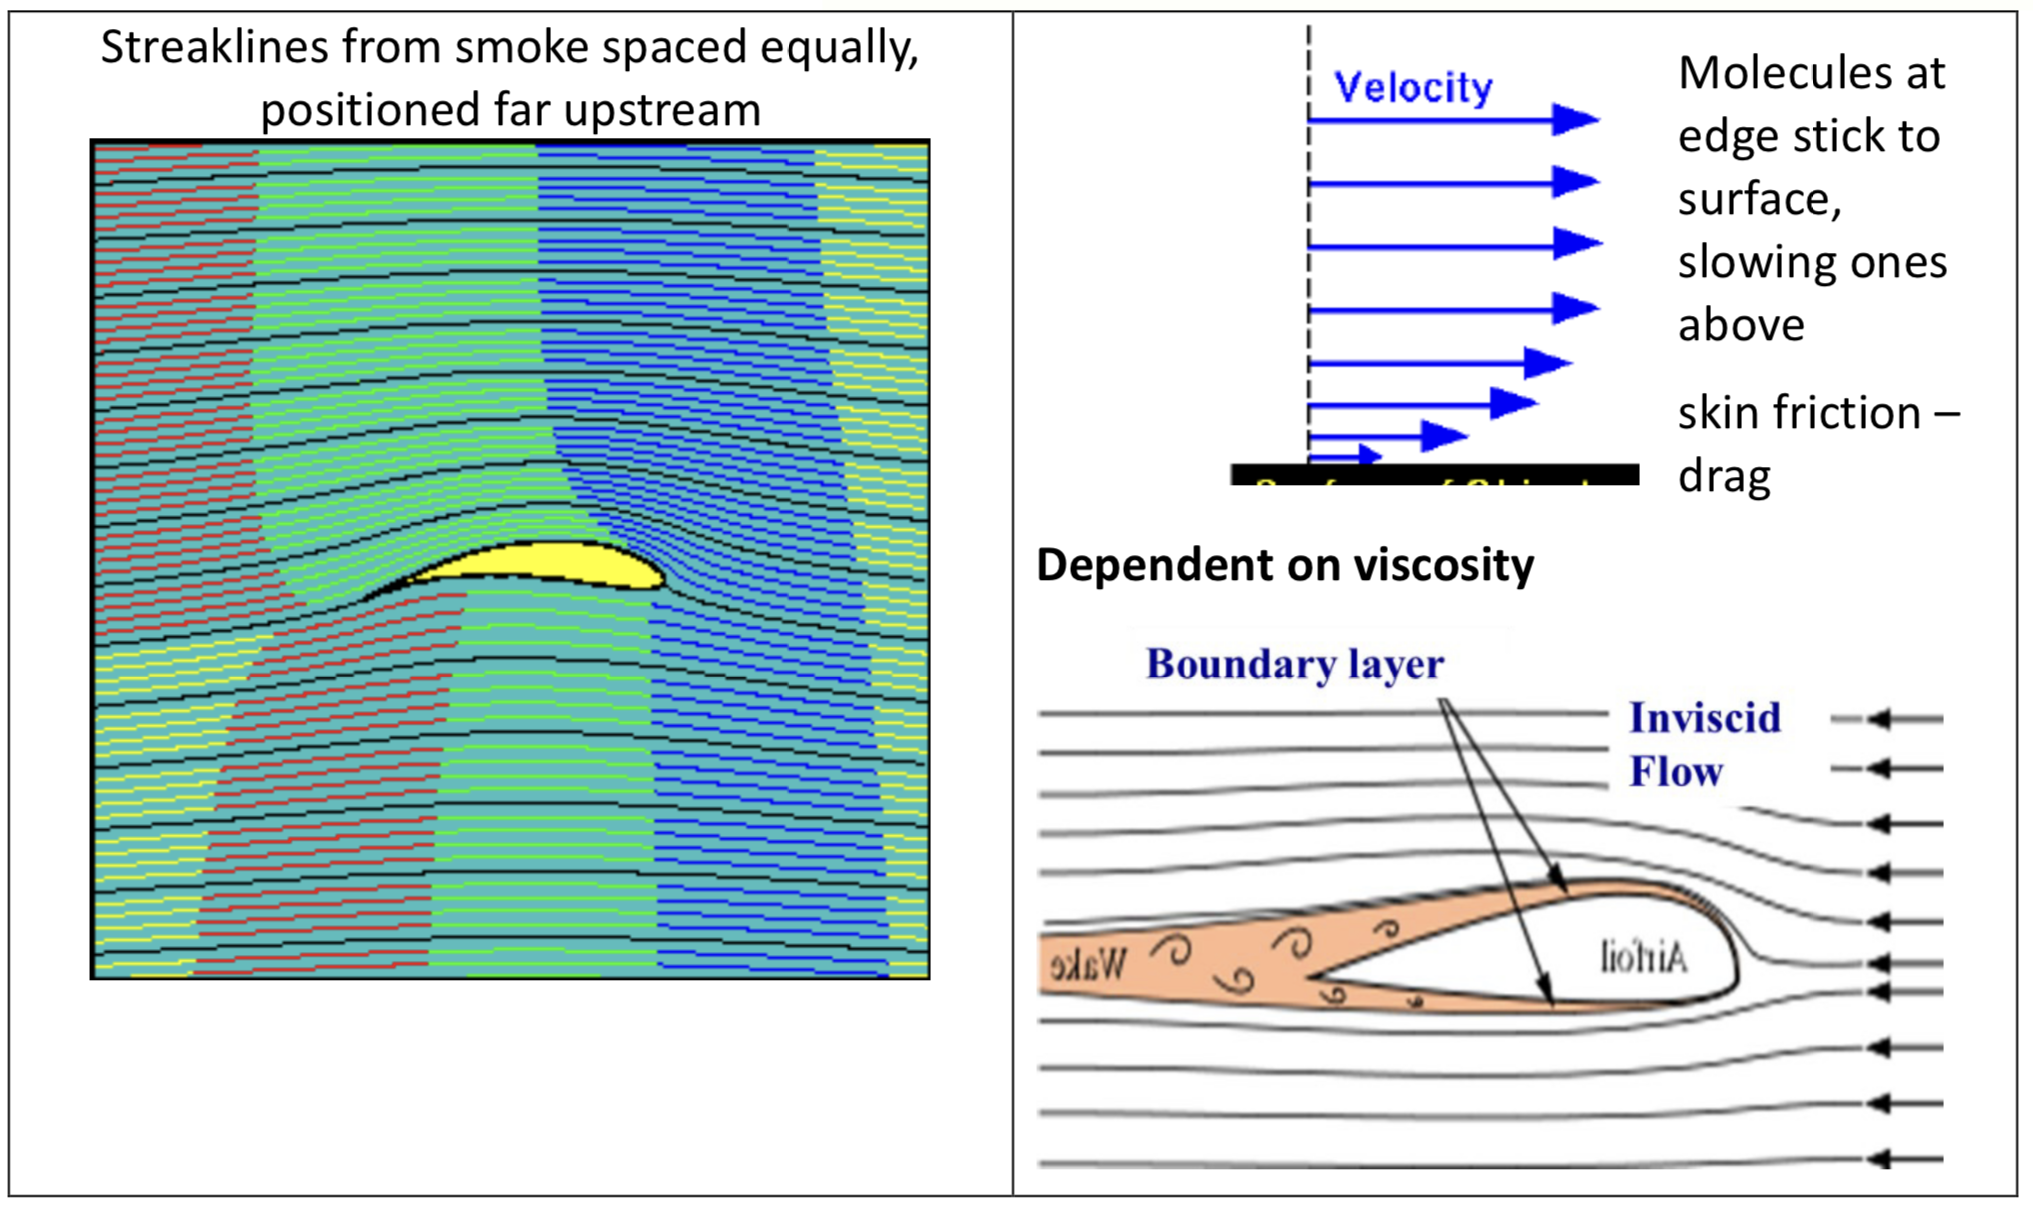 Streaklines from smoke spaced equally,
positioned far upstream
Velocity
Molecules at
edge stick to
surface,
slowing ones
above
skin friction –
drag
Dependent on viscosity
Boundary layer
Inviscid
Flow
Airfoil
Wake